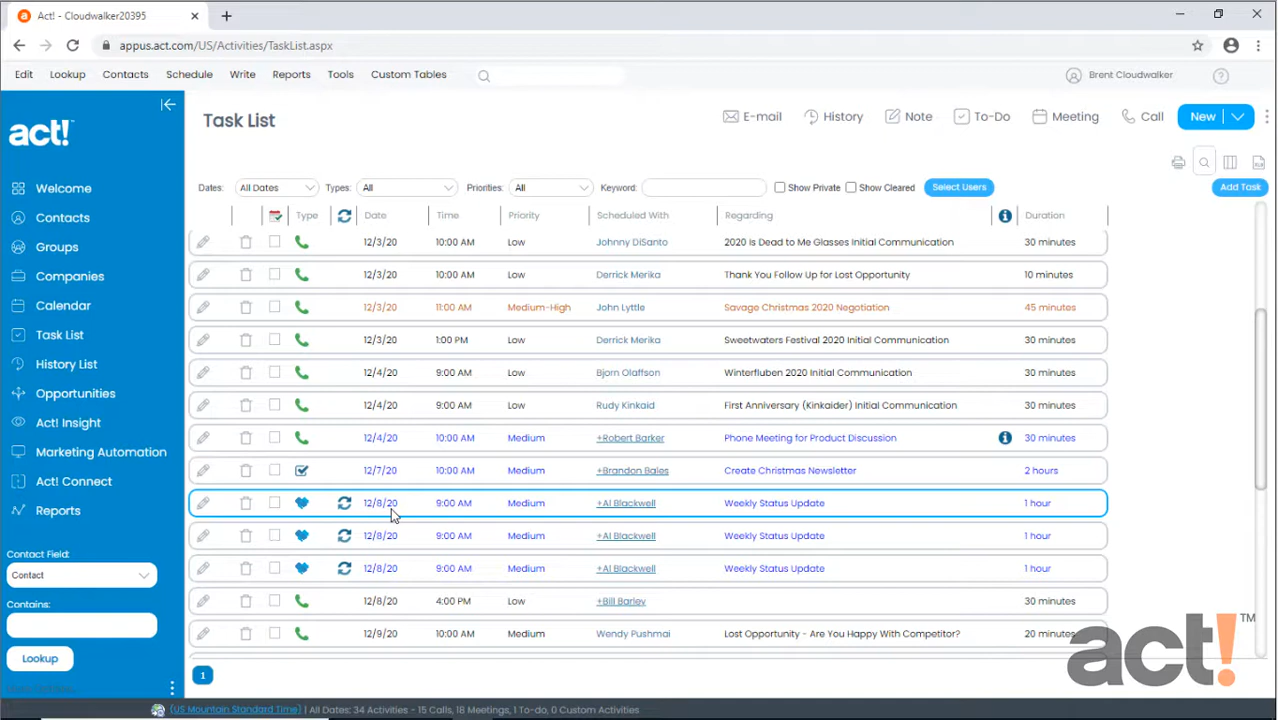 Act! - Cloudwalker20395
appus.act.com/US/Activities/TaskList.aspx
Edit Lookup Contacts Schedule Write Reports Tools Custom Tables Brent Cloudwalker ?
act!
Task List E-mail History Note To-Do Meeting Call New
Welcome
Contacts
Groups
Companies
Calendar
Task List
History List
Opportunities
Act! Insight
Marketing Automation
Act! Connect
Reports
Contact Field:
Contact
Contains:
Lookup
Dates: All Dates Types: All Priorities: All Keyword: Show Private Show Cleared Select Users Add Task
Type Date Time Priority Scheduled With Regarding Duration
12/3/20 10:00 AM Low Johnny DiSanto 2020 is Dead to Me Glasses Initial Communication 30 minutes
12/3/20 10:00 AM Low Derrick Merika Thank You Follow Up for Lost Opportunity 10 minutes
12/3/20 11:00 AM Medium-High John Lyttle Savage Christmas 2020 Negotiation 45 minutes
12/3/20 1:00 PM Low Derrick Merika Sweetwaters Festival 2020 Initial Communication 30 minutes
12/4/20 9:00 AM Low Bjorn Olaffson Winterfluben 2020 Initial Communication 30 minutes
12/4/20 9:00 AM Low Rudy Kinkaid First Anniversary (Kinkaider) Initial Communication 30 minutes
12/4/20 10:00 AM Medium +Robert Barker Phone Meeting for Product Discussion 30 minutes
12/7/20 10:00 AM Medium +Brandon Bales Create Christmas Newsletter 2 hours
12/8/20 9:00 AM Medium +Al Blackwell Weekly Status Update 1 hour
12/8/20 9:00 AM Medium +Al Blackwell Weekly Status Update 1 hour
12/8/20 9:00 AM Medium +Al Blackwell Weekly Status Update 1 hour
12/8/20 4:00 PM Low +Bill Barley 30 minutes
12/9/20 10:00 AM Medium Wendy Pushmai Lost Opportunity - Are You Happy With Competitor? 20 minutes
act! TM
1
(US Mountain Standard Time) | All Dates: 34 Activities - 15 Calls, 18 Meetings, 1 To-do, 0 Custom Activities